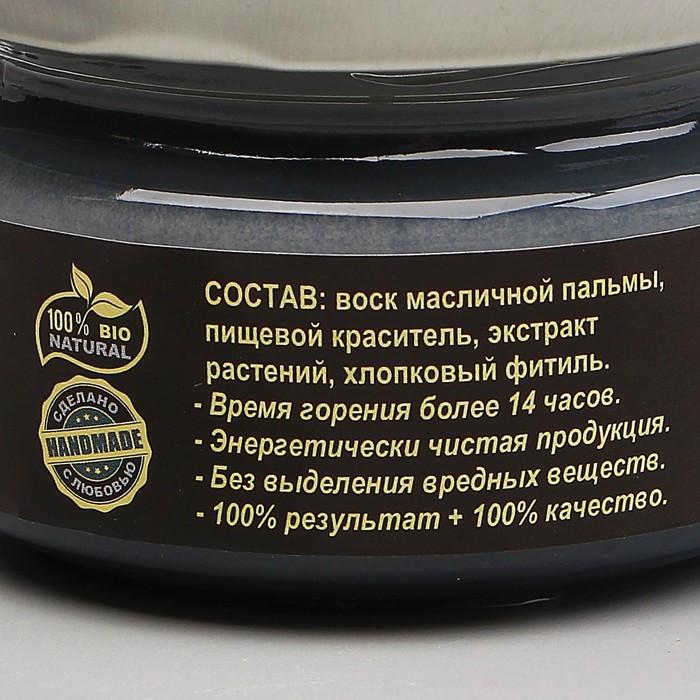 100% BIO
NATURAL
СДЕЛАНО
HANDMADE
С ЛЮБОВЬЮ
СОСТАВ: воск масличной пальмы,
пищевой краситель, экстракт
растений, хлопковый фитиль.
- Время горения более 14 часов.
- Энергетически чистая продукция.
- Без выделения вредных веществ.
- 100% результат + 100% качество.